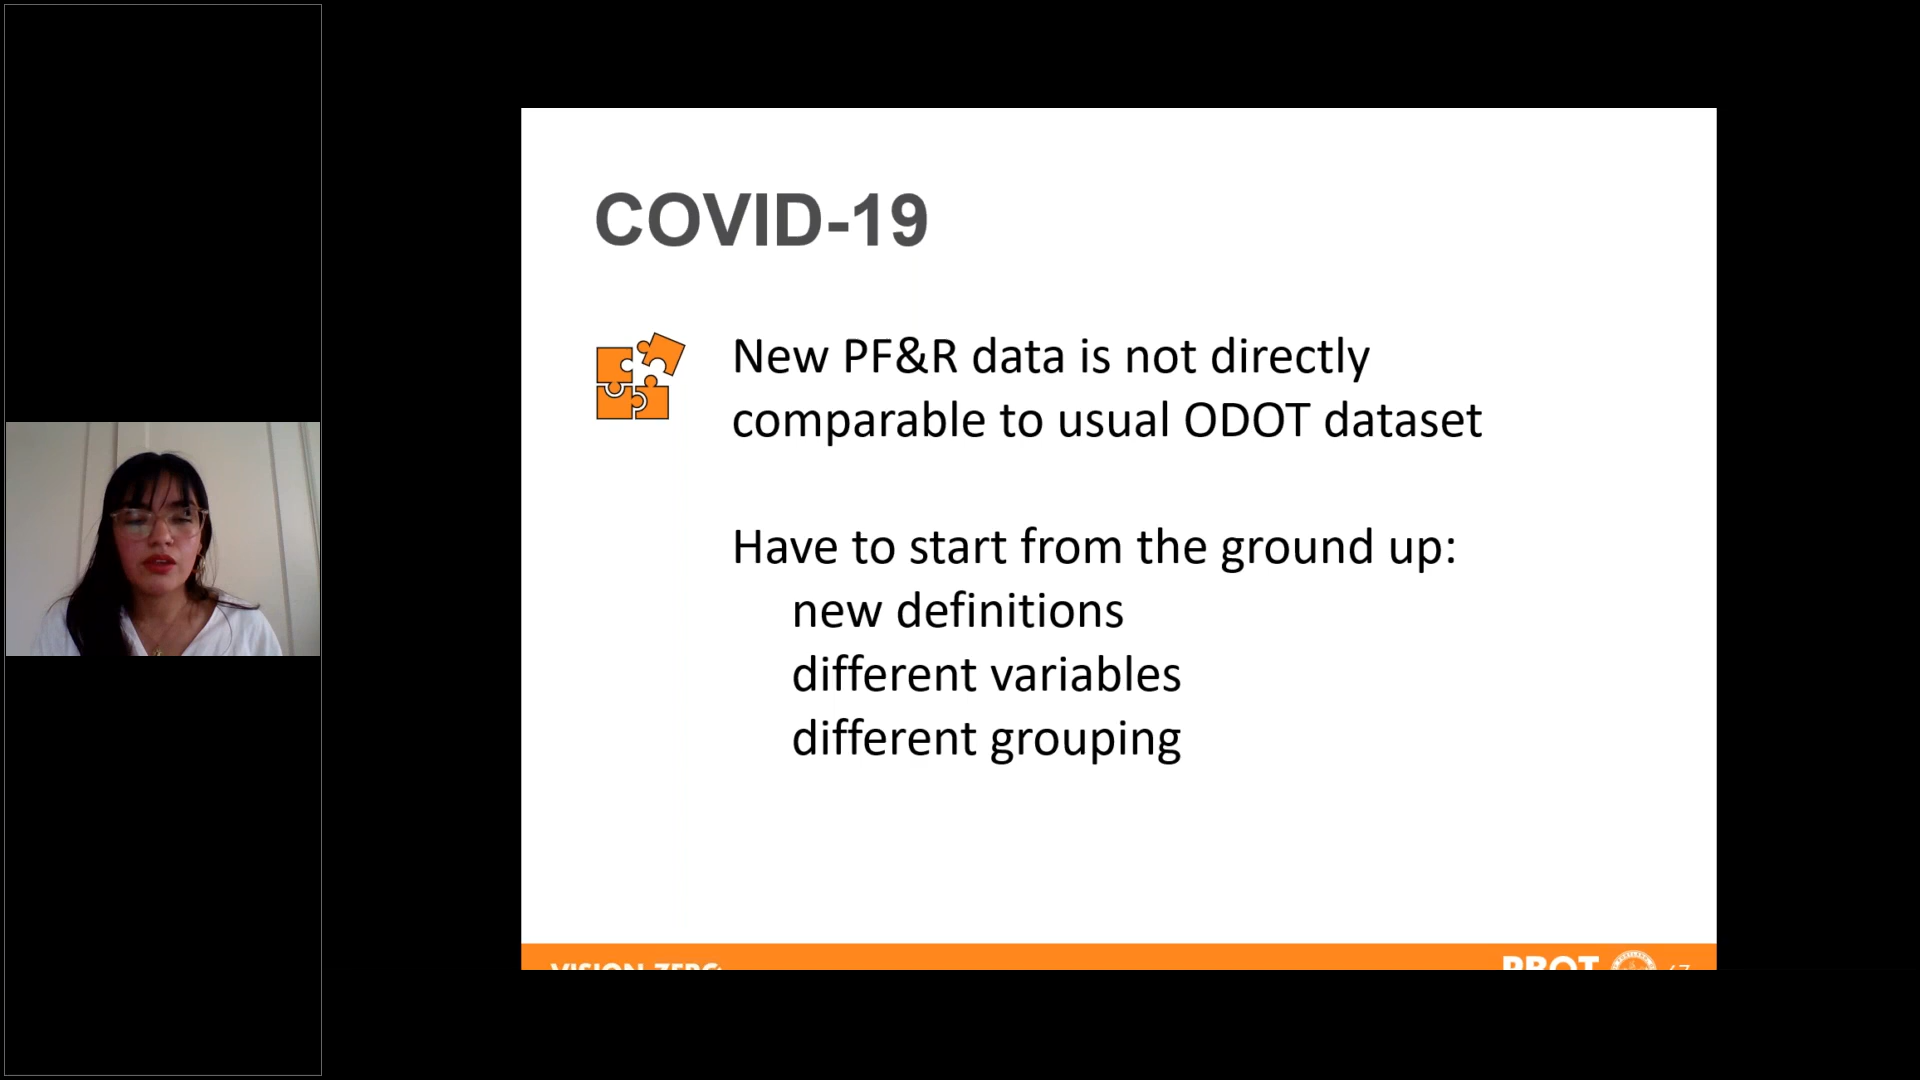 COVID-19
New PF&R data is not directly
comparable to usual ODOT dataset
Have to start from the ground up:
new definitions
different variables
different grouping
VISION ZERO
PBOT